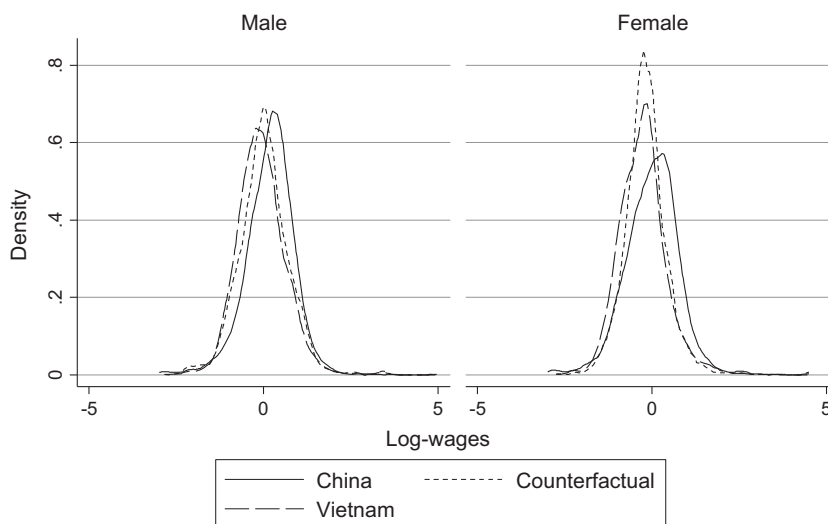 Male
Female
Density
.8
.6
.4
.2
0
-5
0
5
-5
0
5
Log-wages
China
Counterfactual
Vietnam